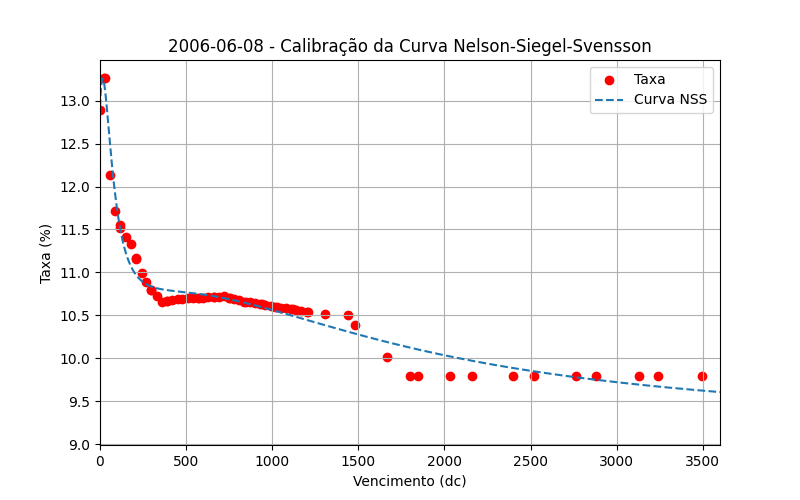 2006-06-08 - Calibração da Curva Nelson-Siegel-Svensson
Taxa
Curva NSS
13.0
12.5
12.0
11.5
11.0
10.5
10.0
9.5
9.0
Taxa (%)
0 500 1000 1500 2000 2500 3000 3500
Vencimento (dc)